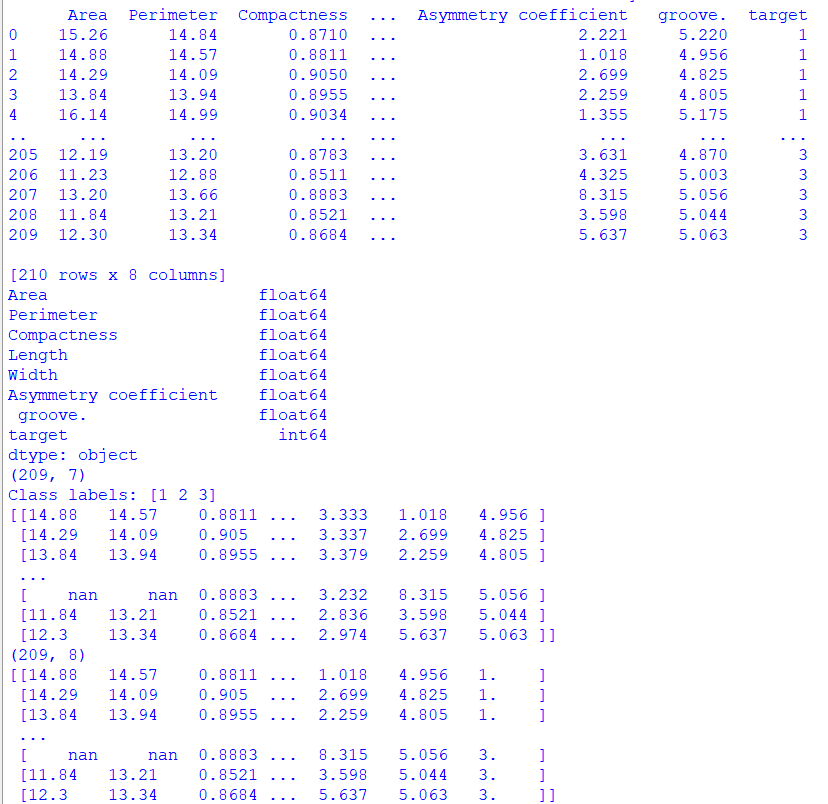 Area Perimeter Compactness ... Asymmetry coefficient groove. target
0 15.26 14.84 0.8710 ... 2.221 5.220 1
1 14.88 14.57 0.8811 ... 1.018 4.956 1
2 14.29 14.09 0.9050 ... 2.699 4.825 1
3 13.84 13.94 0.8955 ... 2.259 4.805 1
4 16.14 14.99 0.9034 ... 1.355 5.175 1
.. ... ... ... ... ... ... ...
205 12.19 13.20 0.8783 ... 3.631 4.870 3
206 11.23 12.88 0.8511 ... 4.325 5.003 3
207 13.20 13.66 0.8883 ... 8.315 5.056 3
208 11.84 13.21 0.8521 ... 3.598 5.044 3
209 12.30 13.34 0.8684 ... 5.637 5.063 3
[210 rows x 8 columns]
Area float64
Perimeter float64
Compactness float64
Length float64
Width float64
Asymmetry coefficient float64
groove. float64
target int64
dtype: object
(209, 7)
Class labels: [1 2 3]
[[14.88 14.57 0.8811 ... 3.333 1.018 4.956 ]
[14.29 14.09 0.905 ... 3.337 2.699 4.825 ]
[13.84 13.94 0.8955 ... 3.379 2.259 4.805 ]
...
[ nan nan 0.8883 ... 3.232 8.315 5.056 ]
[11.84 13.21 0.8521 ... 2.836 3.598 5.044 ]
[12.3 13.34 0.8684 ... 2.974 5.637 5.063 ]]
(209, 8)
[[14.88 14.57 0.8811 ... 1.018 4.956 1. ]
[14.29 14.09 0.905 ... 2.699 4.825 1. ]
[13.84 13.94 0.8955 ... 2.259 4.805 1. ]
...
[ nan nan 0.8883 ... 8.315 5.056 3. ]
[11.84 13.21 0.8521 ... 3.598 5.044 3. ]
[12.3 13.34 0.8684 ... 5.637 5.063 3. ]]